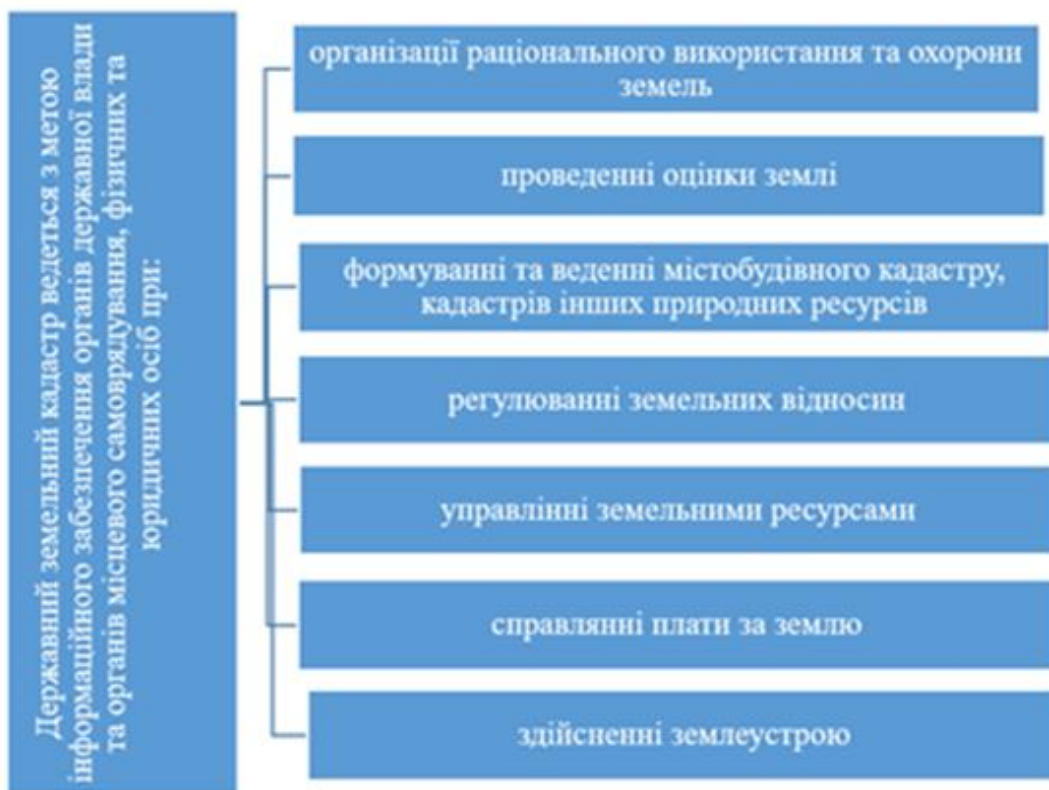 Державний земельний кадастр ведеться з метою
інформаційного забезпечення органів державної влади
та органів місцевого самоврядування, фізичних та
юридичних осіб при:
організації раціонального використання та охорони
земель
проведенні оцінки землі
формуванні та веденні містобудівного кадастру,
кадастрів інших природних ресурсів
регулюванні земельних відносин
управлінні земельними ресурсами
справлянні плати за землю
здійсненні землеустрою